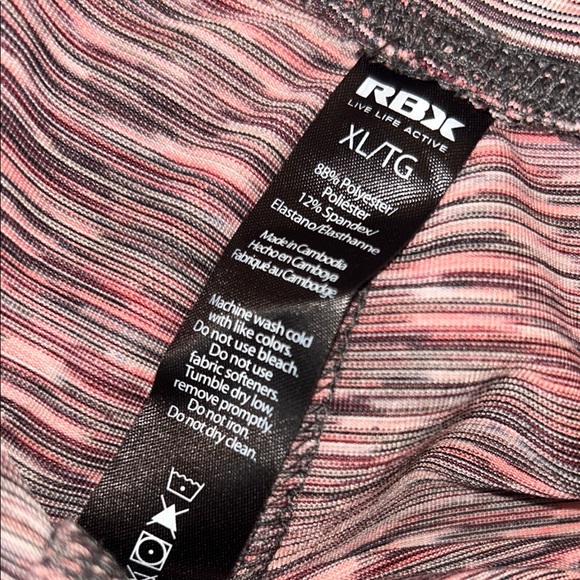 RBX
LIVE LIFE ACTIVE
XL/TG
88% Polyester/
Poliéster
12% Spandex/
Elastano/Élasthanne
Made in Cambodia
Hecho en Camboya
Fabriqué au Cambodge
Machine wash cold
with like colors.
Do not use bleach.
Do not use
fabric softeners.
Tumble dry low,
remove promptly.
Do not iron.
Do not dry clean.